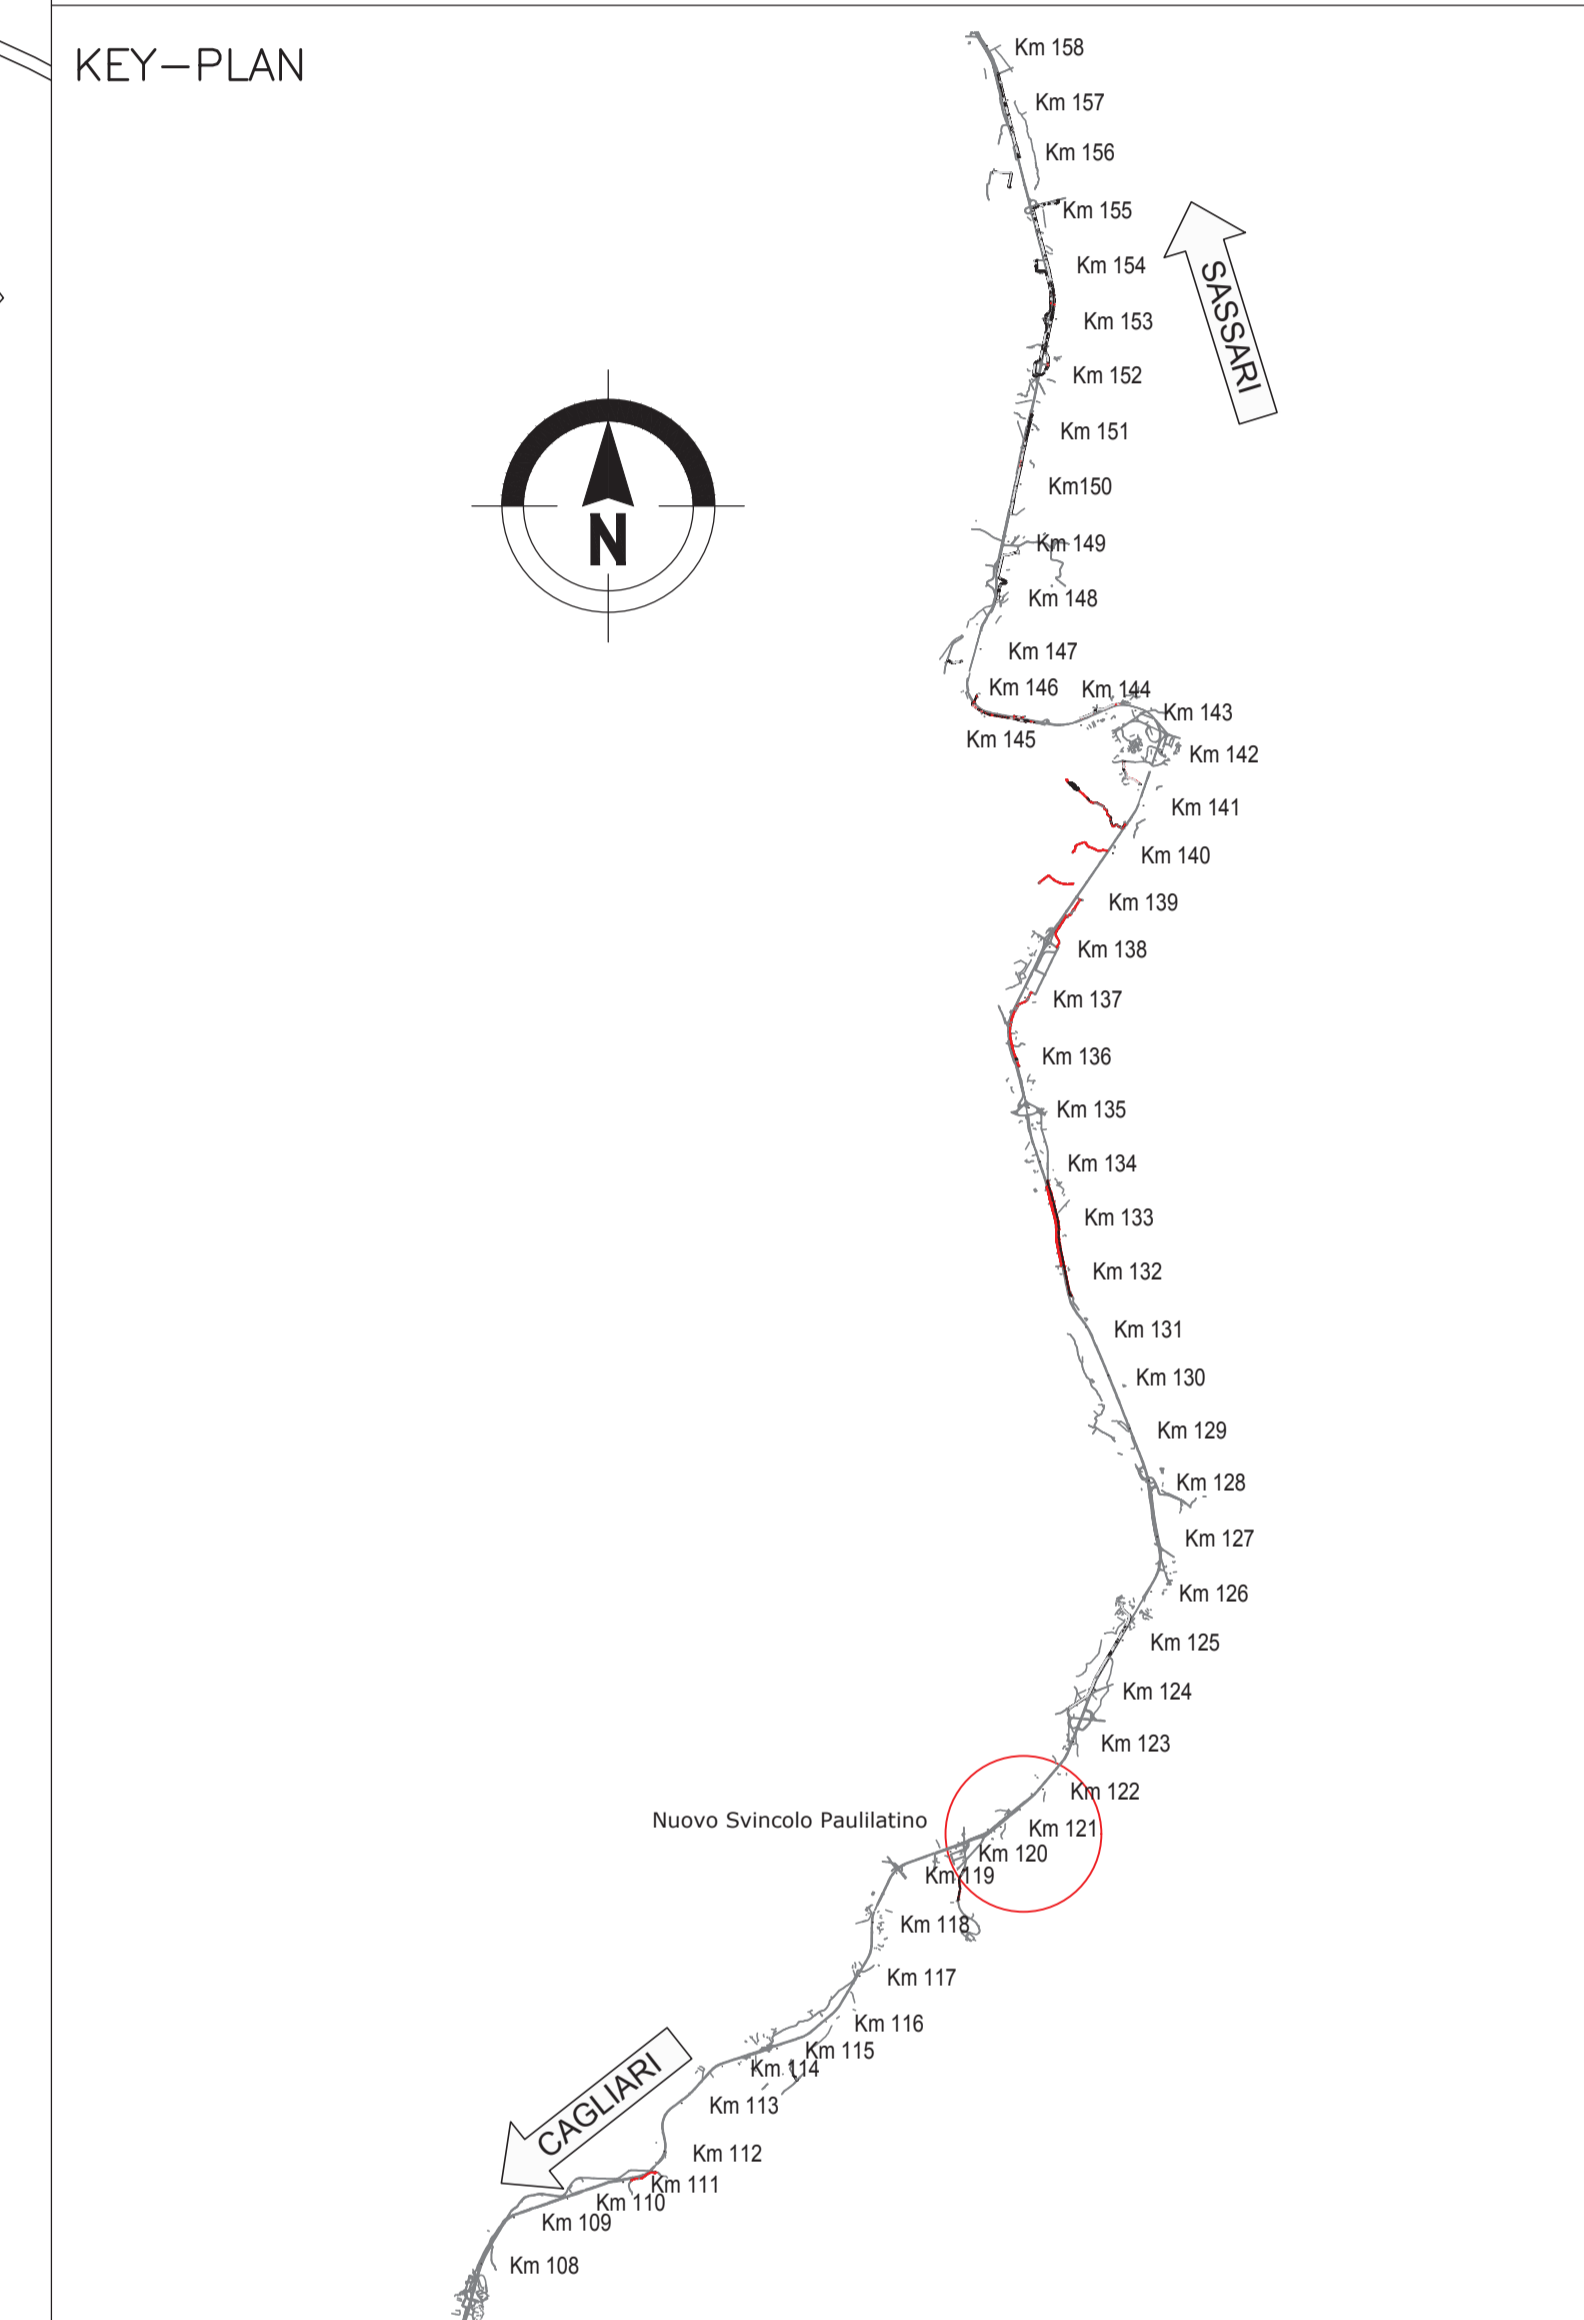 KEY-PLAN
Km 158
Km 157
Km 156
Km 155
SASSARI
Km 154
Km 153
Km 152
Km 151
Km150
N
Km 149
Km 148
Km 147
Km 146
Km 144
Km 143
Km 145
Km 142
Km 141
Km 140
Km 139
Km 138
Km 137
Km 136
Km 135
Km 134
Km 133
Km 132
Km 131
Km 130
Km 129
Km 128
Km 127
Km 126
Km 125
Km 124
Km 123
Km 122
Nuovo Svincolo Paulilatino
Km 121
Km 120
Km 119
Km 118
Km 117
Km 116
Km 115
Km 114
CAGLIARI
Km 113
Km 112
Km 111
Km 110
Km 109
Km 108